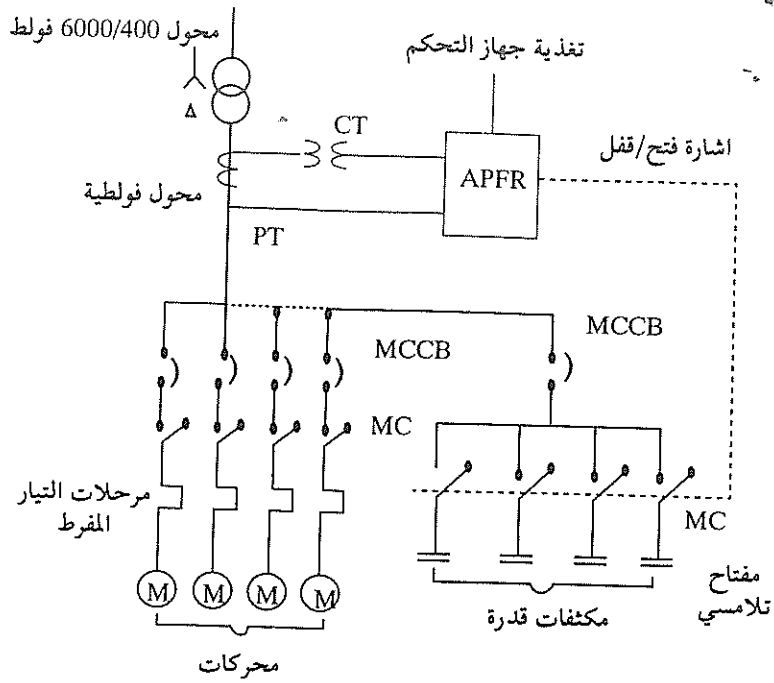 محول 6000/400 فولط
Δ
تغذية جهاز التحكم
CT
APFR
اشارة فتح/قفل
محول فولطية
PT
MCCB
MCCB
MC
MC
مرحلات التيار
المفرط
M
M
M
M
محركات
مكثفات قدرة
مفتاح
تلامسي